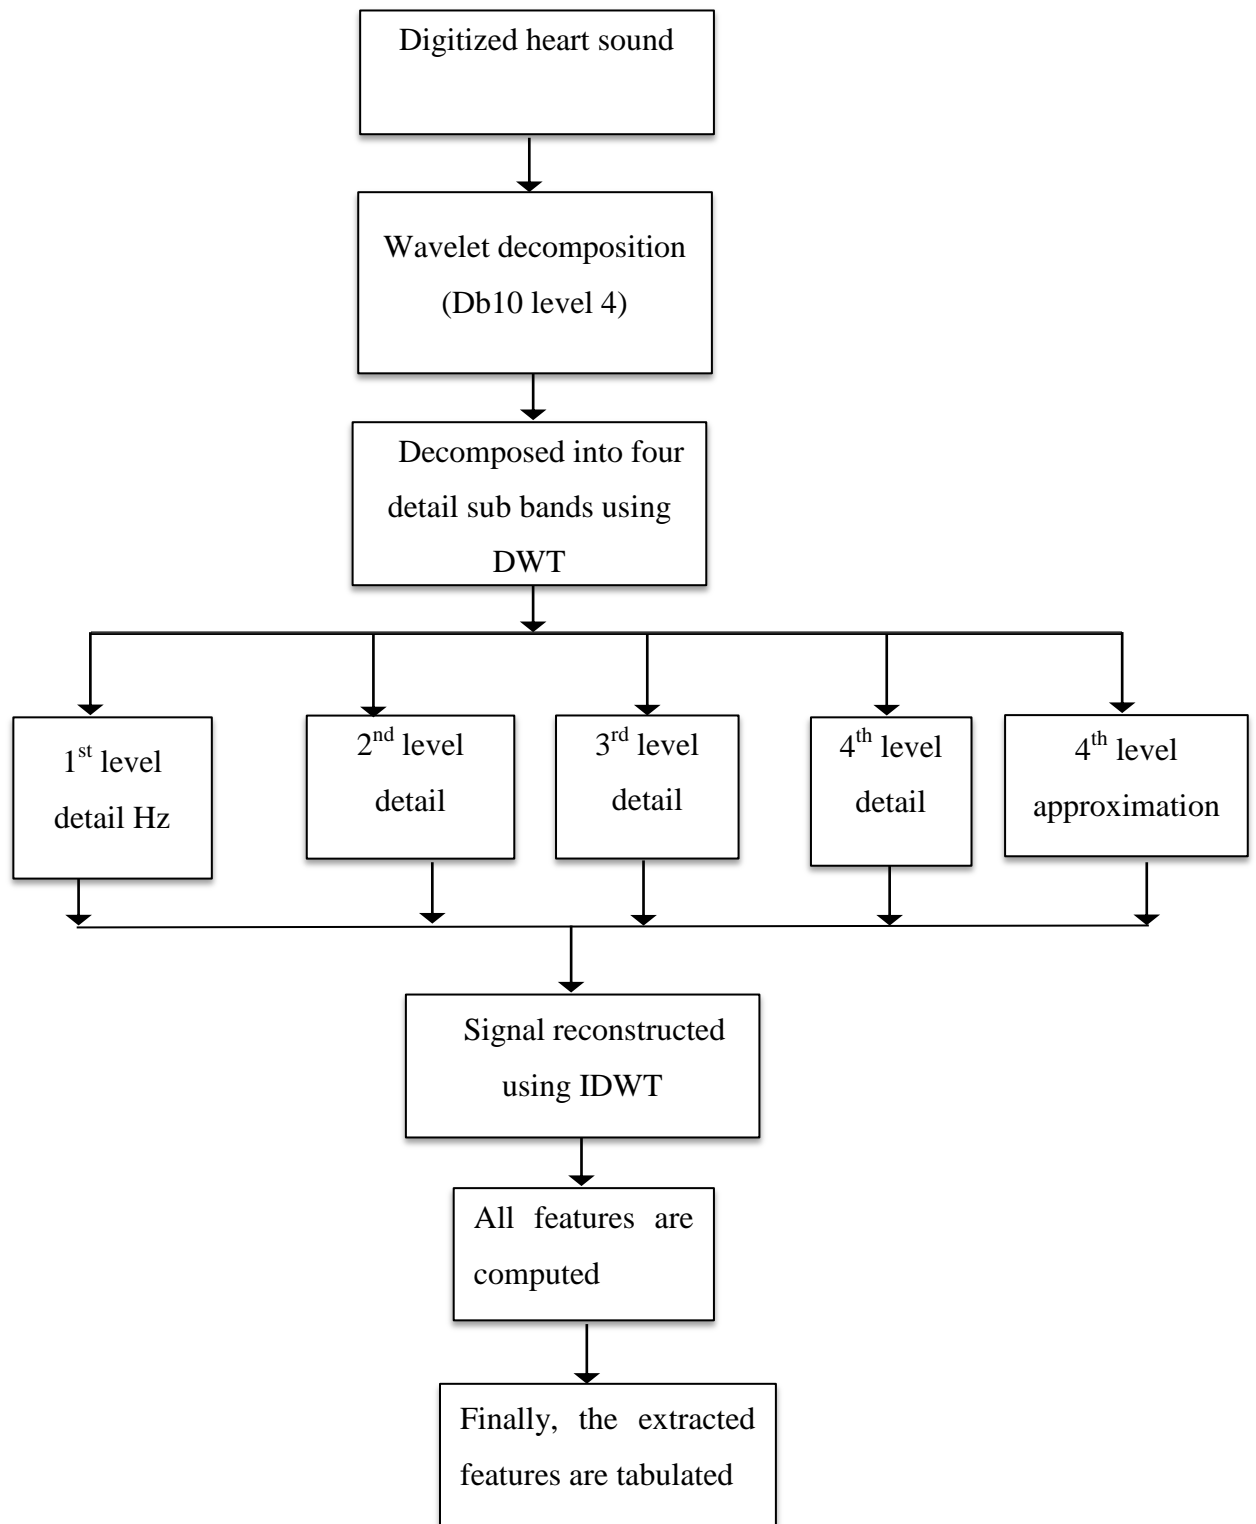 Digitized heart sound
Wavelet decomposition
(Db10 level 4)
Decomposed into four
detail sub bands using
DWT
1st level
detail Hz
2nd level
detail
3rd level
detail
4th level
detail
4th level
approximation
Signal reconstructed
using IDWT
All features are
computed
Finally, the extracted
features are tabulated